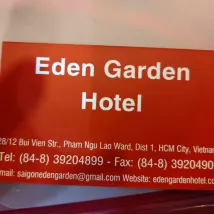 Eden Garden
Hotel
28/12 Bui Vien Str., Pham Ngu Lao Ward, Dist 1, HCM City, Vietnam
Tel: (84-8) 39204899 - Fax: (84-8) 3920490
Email: saigonedengarden@gmail.com Website: edengardenhotel.co